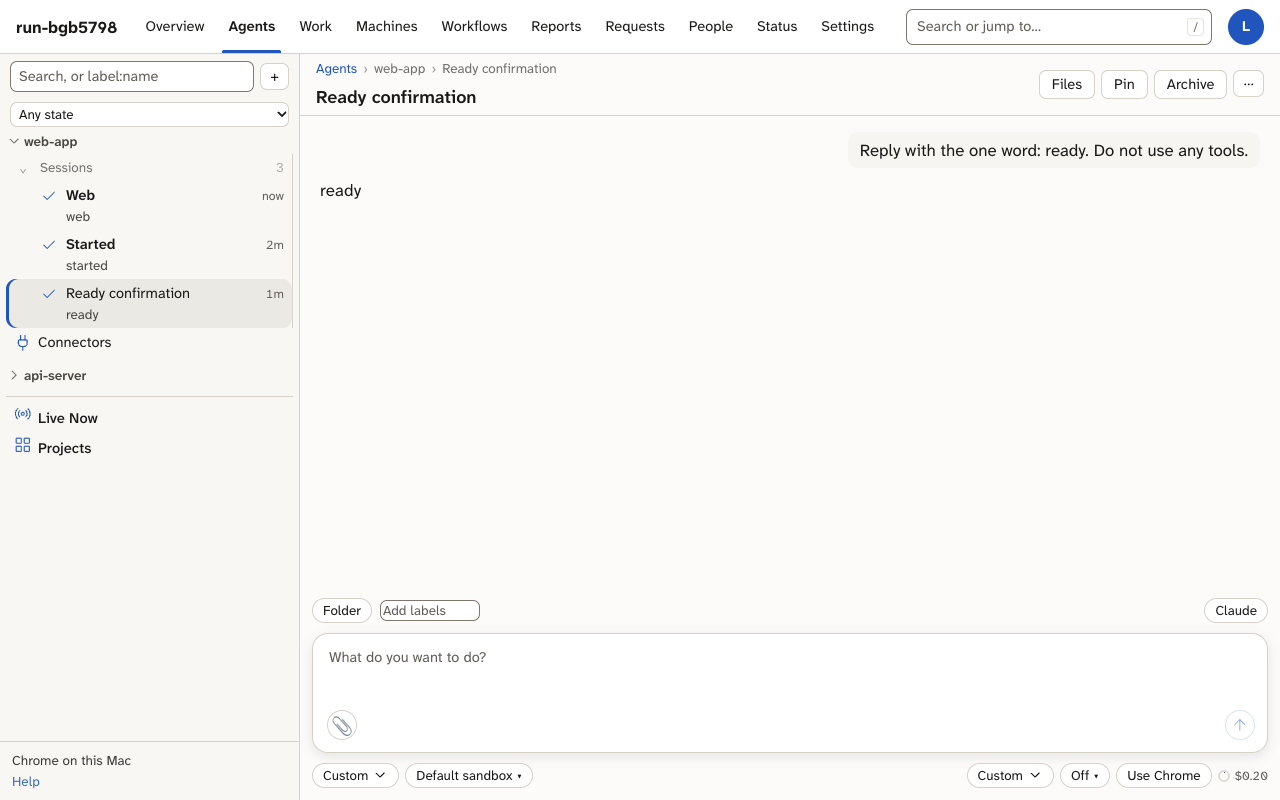 run-bgb5798 Overview Agents Work Machines Workflows Reports Requests People Status Settings Search or jump to... / L
Search, or label:name +
Any state
web-app
Sessions 3
Web now
web
Started 2m
started
Ready confirmation 1m
ready
Connectors
api-server
Live Now
Projects
Chrome on this Mac
Help
Agents › web-app › Ready confirmation
Ready confirmation
Files Pin Archive ...
Reply with the one word: ready. Do not use any tools.
ready
Folder Add labels Claude
What do you want to do?
Custom Default sandbox Custom Off Use Chrome $0.20